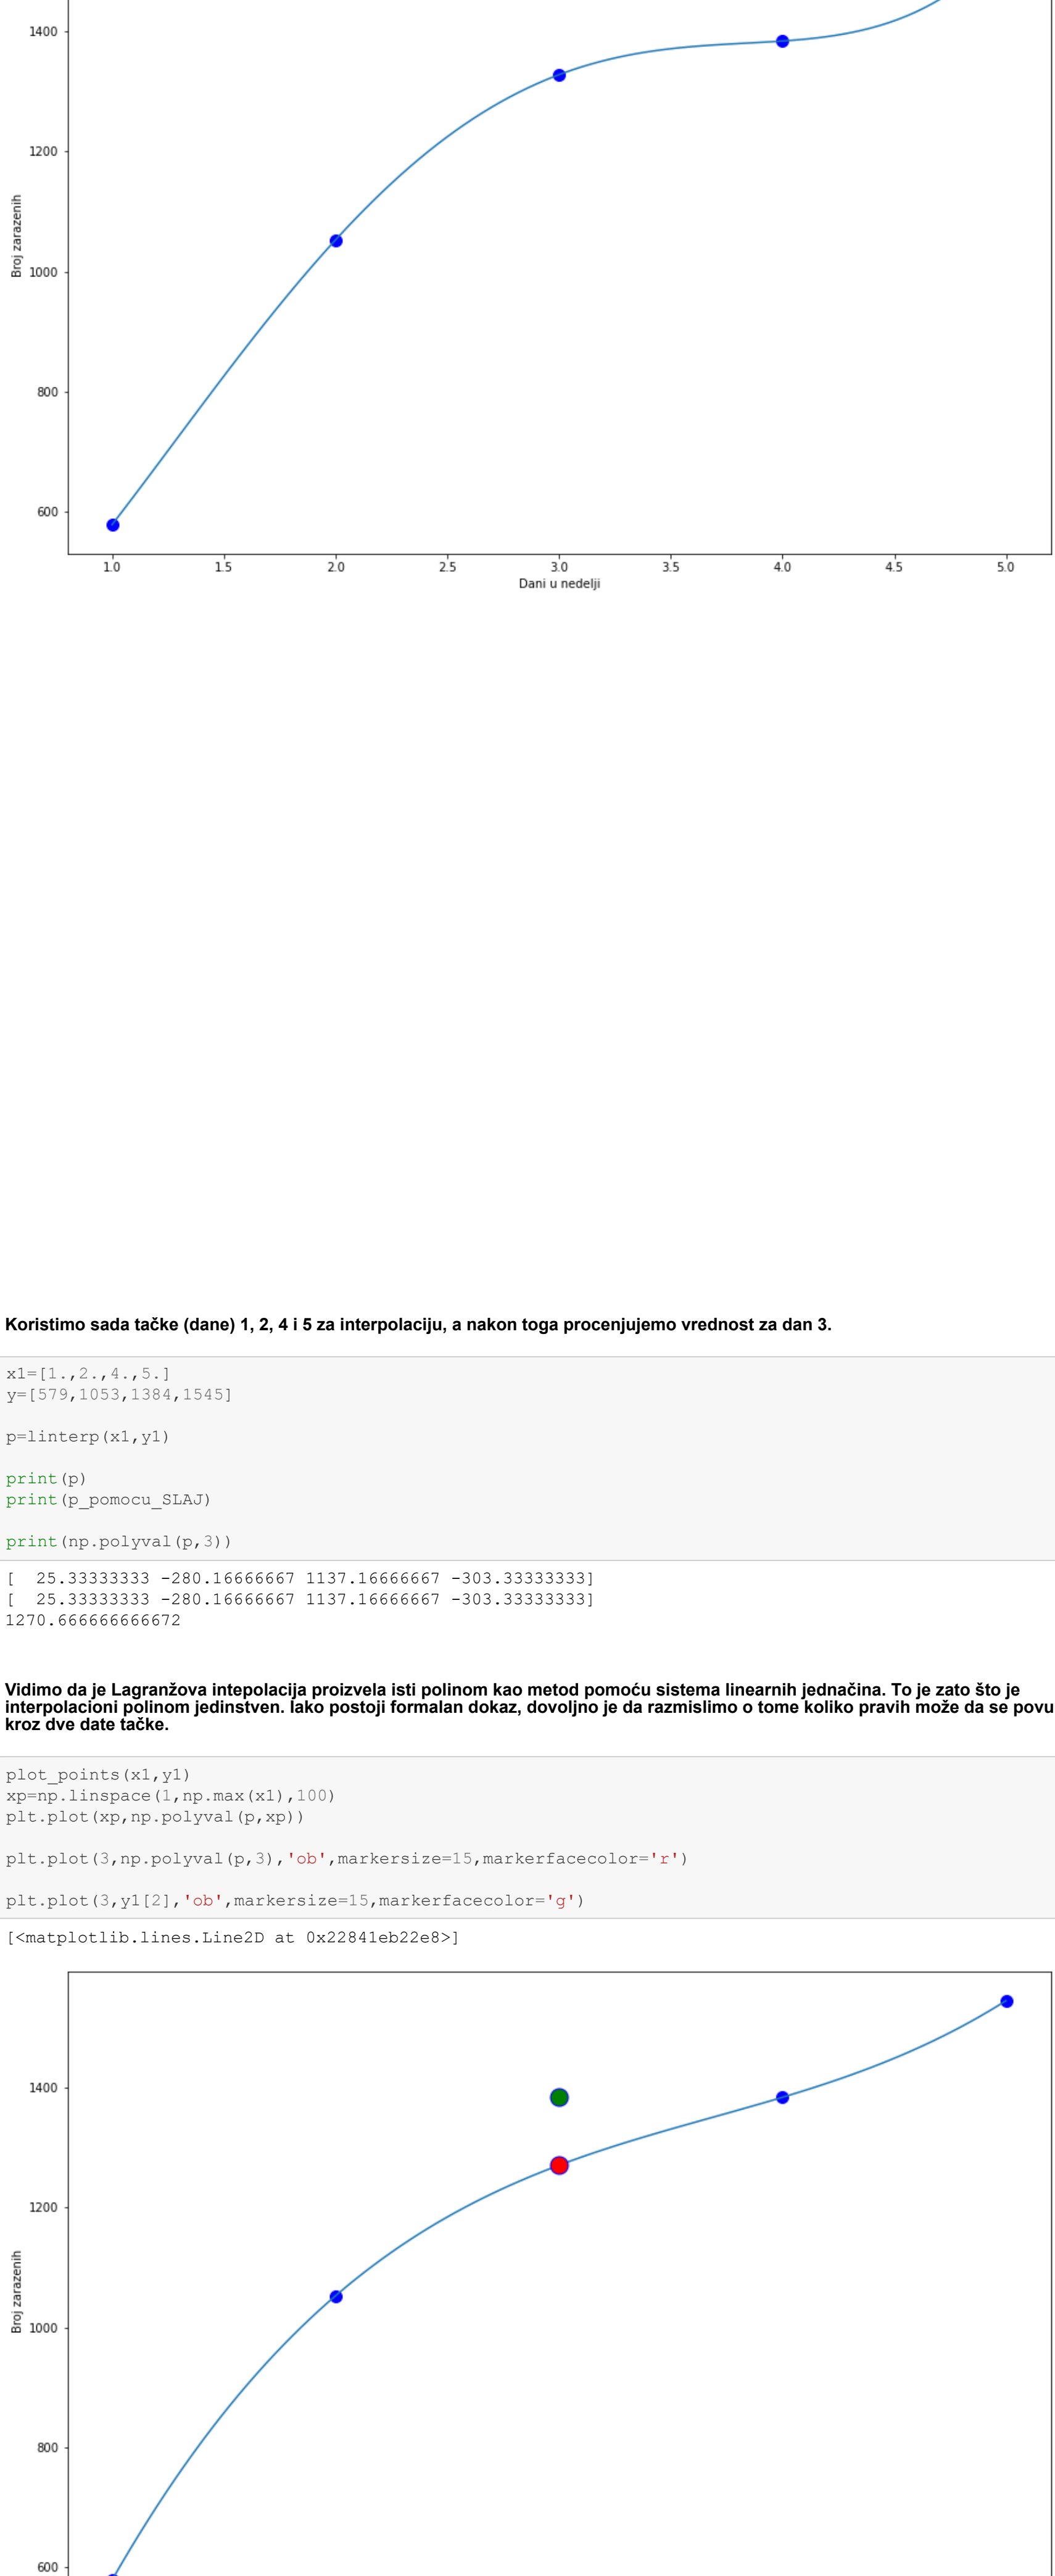 1400
1200
Broj zarazenih
1000
800
600
1.0 1.5 2.0 2.5 3.0 3.5 4.0 4.5 5.0
Dani u nedelji
Koristimo sada tačke (dane) 1, 2, 4 i 5 za interpolaciju, a nakon toga procenjujemo vrednost za dan 3.
x1=[1.,2.,4.,5.]
y=[579,1053,1384,1545]
p=linterp(x1,y1)
print(p)
print(p_pomocu_SLAJ)
print(np.polyval(p,3))
[  25.33333333 -280.16666667 1137.16666667 -303.33333333]
[  25.33333333 -280.16666667 1137.16666667 -303.33333333]
1270.666666666672
Vidimo da je Lagranžova intepolacija proizvela isti polinom kao metod pomoću sistema linearnih jednačina. To je zato što je
interpolacioni polinom jedinstven. Iako postoji formalan dokaz, dovoljno je da razmislimo o tome koliko pravih može da se povu
kroz dve date tačke.
plot_points(x1,y1)
xp=np.linspace(1,np.max(x1),100)
plt.plot(xp,np.polyval(p,xp))
plt.plot(3,np.polyval(p,3),'ob',markersize=15,markerfacecolor='r')
plt.plot(3,y1[2],'ob',markersize=15,markerfacecolor='g')
[<matplotlib.lines.Line2D at 0x22841eb22e8>]
1400
1200
Broj zarazenih
1000
800
600